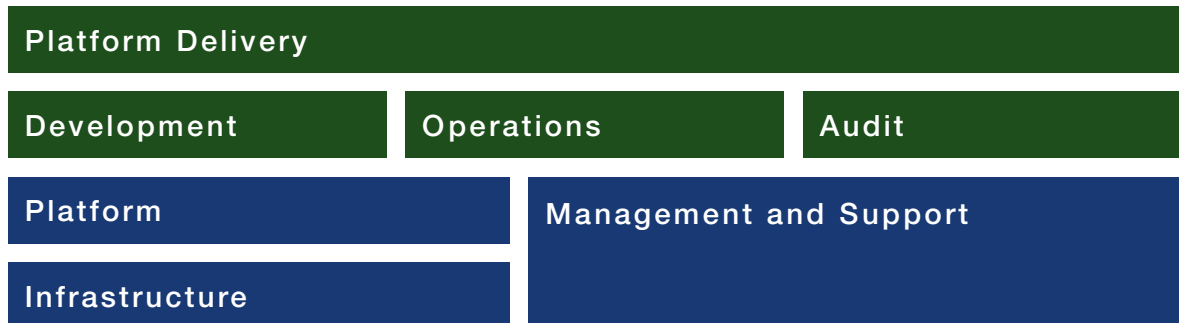 Platform Delivery
Development
Operations
Audit
Platform
Management and Support
Infrastructure